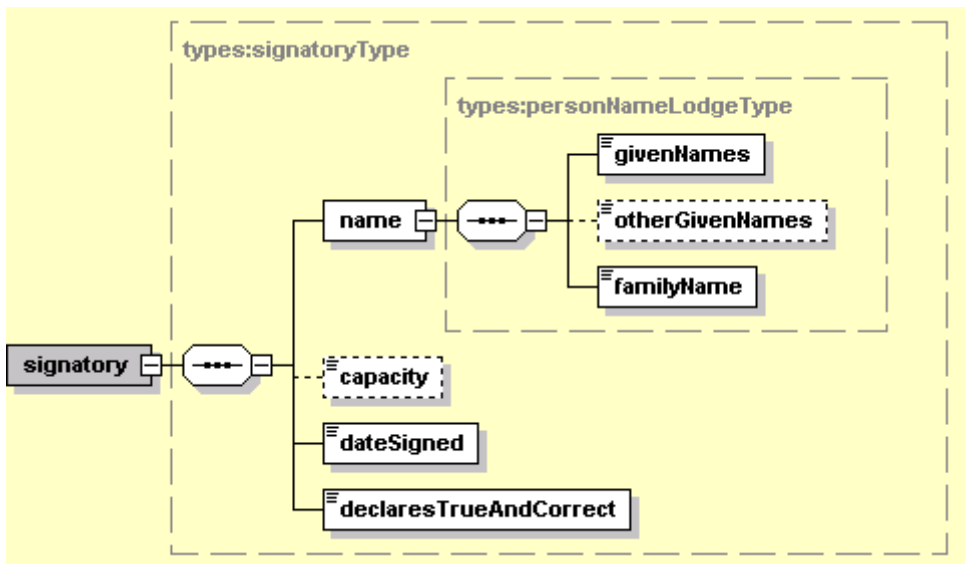 types:signatoryType
types:personNameLodgeType
givenNames
name
otherGivenNames
familyName
signatory
capacity
dateSigned
declaresTrueAndCorrect